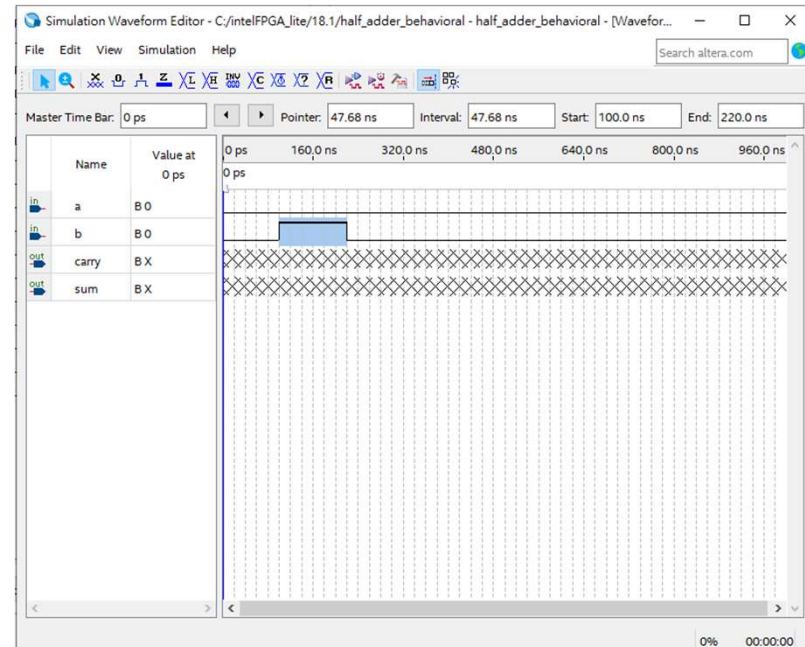 Simulation Waveform Editor - C:/intelFPGA_lite/18.1/half_adder_behavioral - half_adder_behavioral - [Wavefor...
File Edit View Simulation Help
Search altera.com
Master Time Bar: 0 ps Pointer: 47.68 ns Interval: 47.68 ns Start: 100.0 ns End: 220.0 ns
Name Value at 0 ps
0 ps 160.0 ns 320.0 ns 480.0 ns 640.0 ns 800.0 ns 960.0 ns
0 ps
in a B 0
in b B 0
out carry B X
out sum B X
0% 00:00:00